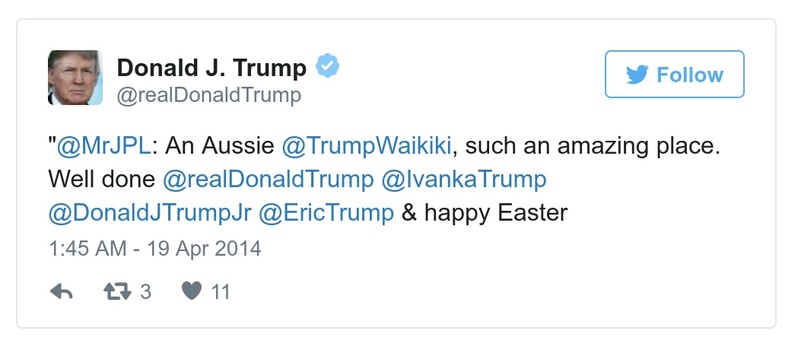 Donald J. Trump
@realDonaldTrump
Follow
"@MrJPL: An Aussie @TrumpWaikiki, such an amazing place.
Well done @realDonaldTrump @IvankaTrump
@DonaldJTrumpJr @EricTrump & happy Easter
1:45 AM - 19 Apr 2014
3 11